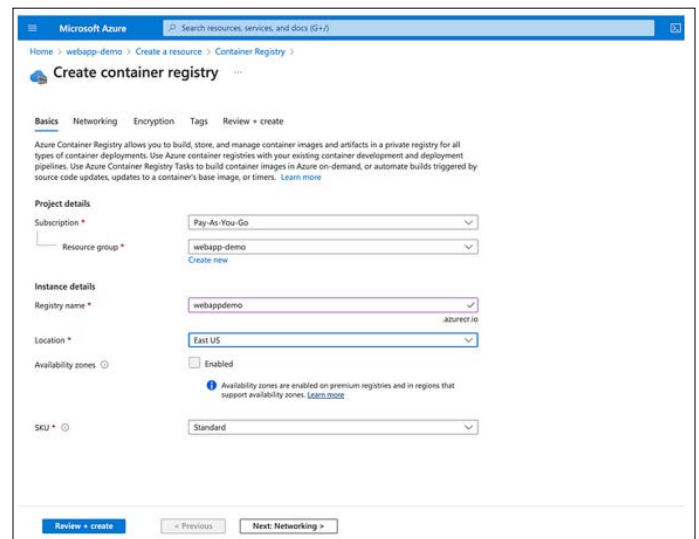 Microsoft Azure
Search resources, services, and docs (G+/)
Home > webapp-demo > Create a resource > Container Registry >
Create container registry ...
Basics Networking Encryption Tags Review + create
Azure Container Registry allows you to build, store, and manage container images and artifacts in a private registry for all
types of container deployments. Use Azure container registries with your existing container development and deployment
pipelines. Use Azure Container Registry Tasks to build container images in Azure on-demand, or automate builds triggered by
source code updates, updates to a container's base image, or timers. Learn more
Project details
Subscription * Pay-As-You-Go
Resource group * webapp-demo
Create new
Instance details
Registry name * webappdemo
.azurecr.io
Location * East US
Availability zones Enabled
Availability zones are enabled on premium registries and in regions that
support availability zones. Learn more
SKU * Standard
Review + create < Previous Next: Networking >